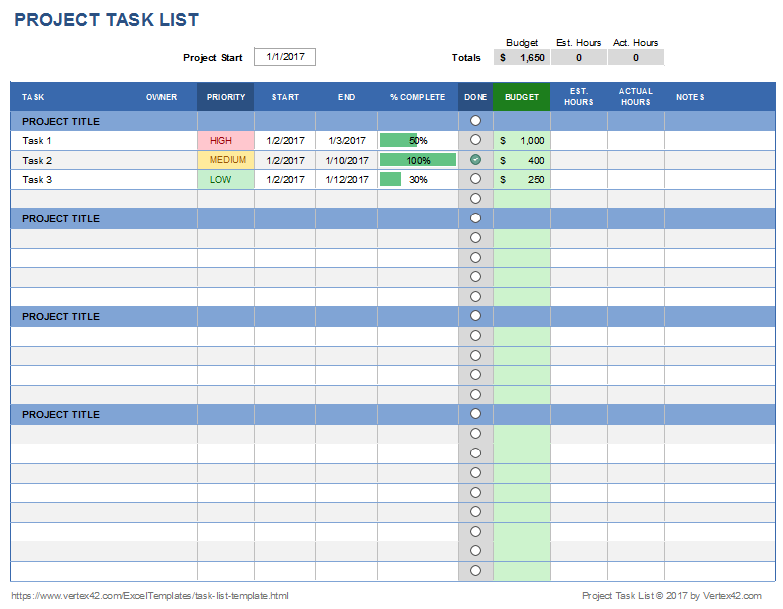 PROJECT TASK LIST
Budget Est. Hours Act. Hours
Project Start 1/1/2017 Totals $ 1,650 0 0
TASK OWNER PRIORITY START END % COMPLETE DONE BUDGET EST. HOURS ACTUAL HOURS NOTES
PROJECT TITLE
Task 1 HIGH 1/2/2017 1/3/2017 50% $ 1,000
Task 2 MEDIUM 1/2/2017 1/10/2017 100% $ 400
Task 3 LOW 1/2/2017 1/12/2017 30% $ 250
PROJECT TITLE
PROJECT TITLE
PROJECT TITLE
https://www.vertex42.com/ExcelTemplates/task-list-template.html Project Task List © 2017 by Vertex42.com